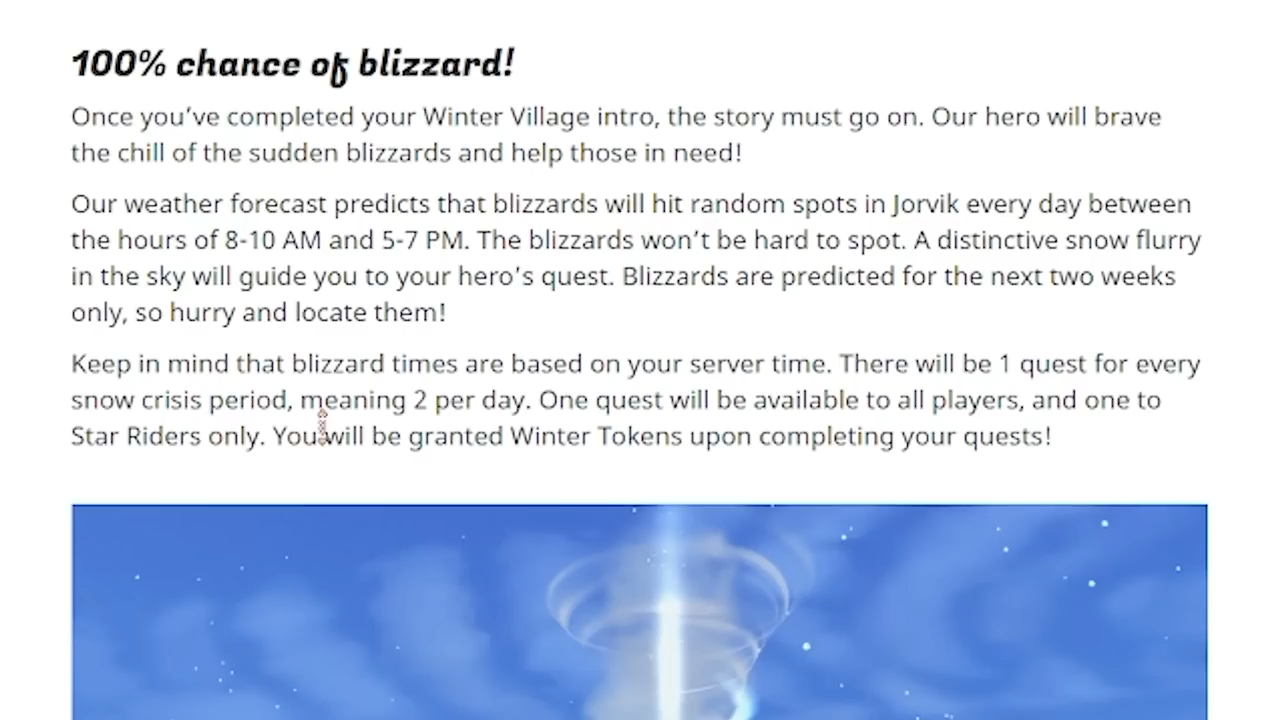 100% chance of blizzard!
Once you've completed your Winter Village intro, the story must go on. Our hero will brave
the chill of the sudden blizzards and help those in need!
Our weather forecast predicts that blizzards will hit random spots in Jorvik every day between
the hours of 8-10 AM and 5-7 PM. The blizzards won't be hard to spot. A distinctive snow flurry
in the sky will guide you to your hero's quest. Blizzards are predicted for the next two weeks
only, so hurry and locate them!
Keep in mind that blizzard times are based on your server time. There will be 1 quest for every
snow crisis period, meaning 2 per day. One quest will be available to all players, and one to
Star Riders only. You will be granted Winter Tokens upon completing your quests!